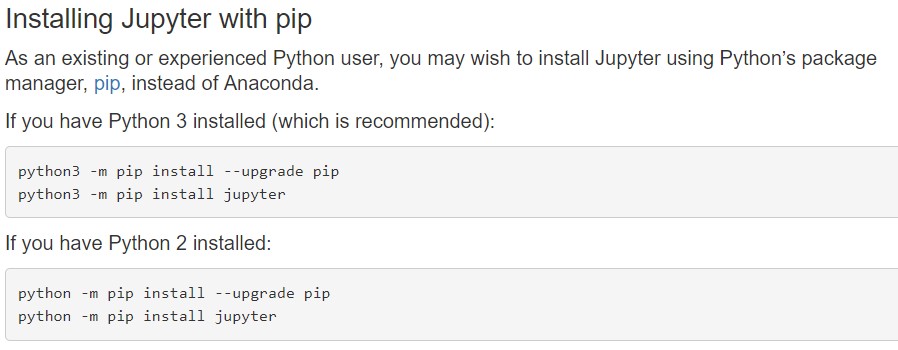 Installing Jupyter with pip
As an existing or experienced Python user, you may wish to install Jupyter using Python’s package
manager, pip, instead of Anaconda.
If you have Python 3 installed (which is recommended):
python3 -m pip install --upgrade pip
python3 -m pip install jupyter
If you have Python 2 installed:
python -m pip install --upgrade pip
python -m pip install jupyter